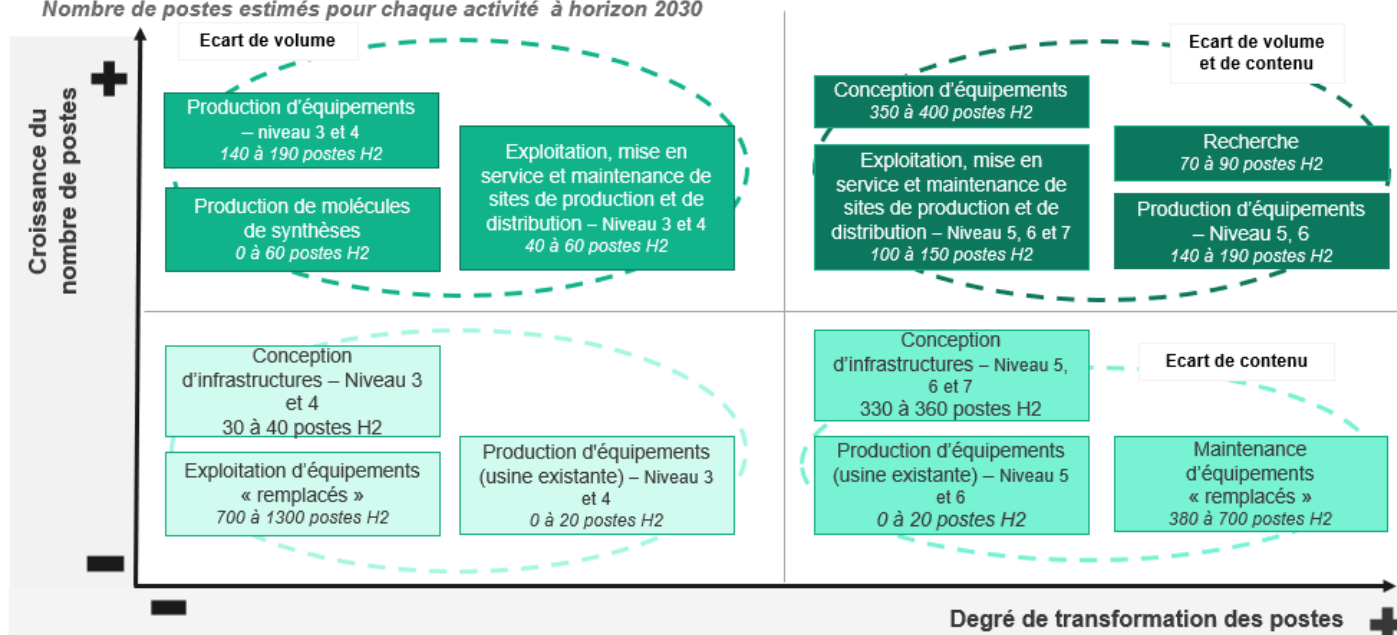 Nombre de postes estimés pour chaque activité à horizon 2030
Croissance du
nombre de postes
Ecart de volume
Production d'équipements
– niveau 3 et 4
140 à 190 postes H2
Production de molécules
de synthèses
0 à 60 postes H2
Exploitation, mise en
service et maintenance de
sites de production et de
distribution – Niveau 3 et 4
40 à 60 postes H2
Ecart de volume
et de contenu
Conception d'équipements
350 à 400 postes H2
Exploitation, mise en
service et maintenance de
sites de production et de
distribution – Niveau 5, 6 et 7
100 à 150 postes H2
Recherche
70 à 90 postes H2
Production d'équipements
– Niveau 5, 6
140 à 190 postes H2
Conception
d'infrastructures – Niveau 3
et 4
30 à 40 postes H2
Exploitation d'équipements
« remplacés »
700 à 1300 postes H2
Production d'équipements
(usine existante) – Niveau 3
et 4
0 à 20 postes H2
Ecart de contenu
Conception
d'infrastructures – Niveau 5,
6 et 7
330 à 360 postes H2
Production d'équipements
(usine existante) – Niveau 5
et 6
0 à 20 postes H2
Maintenance
d'équipements
« remplacés »
380 à 700 postes H2
Degré de transformation des postes